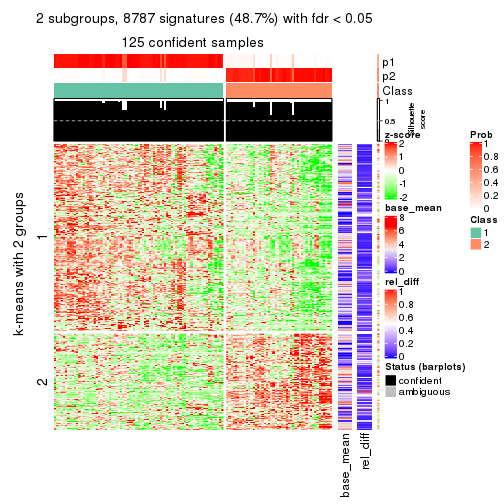 2 subgroups, 8787 signatures (48.7%) with fdr < 0.05
125 confident samples
p1
p2
Class
1
0.5
0
Silhouette
score
k-means with 2 groups
1
2
base_mean
rel_diff
z-score
2
1
0
-1
-2
base_mean
8
6
4
2
0
rel_diff
1
0.8
0.6
0.4
0.2
0
Status (barplots)
confident
ambiguous
Prob
1
0.8
0.6
0.4
0.2
0
Class
1
2